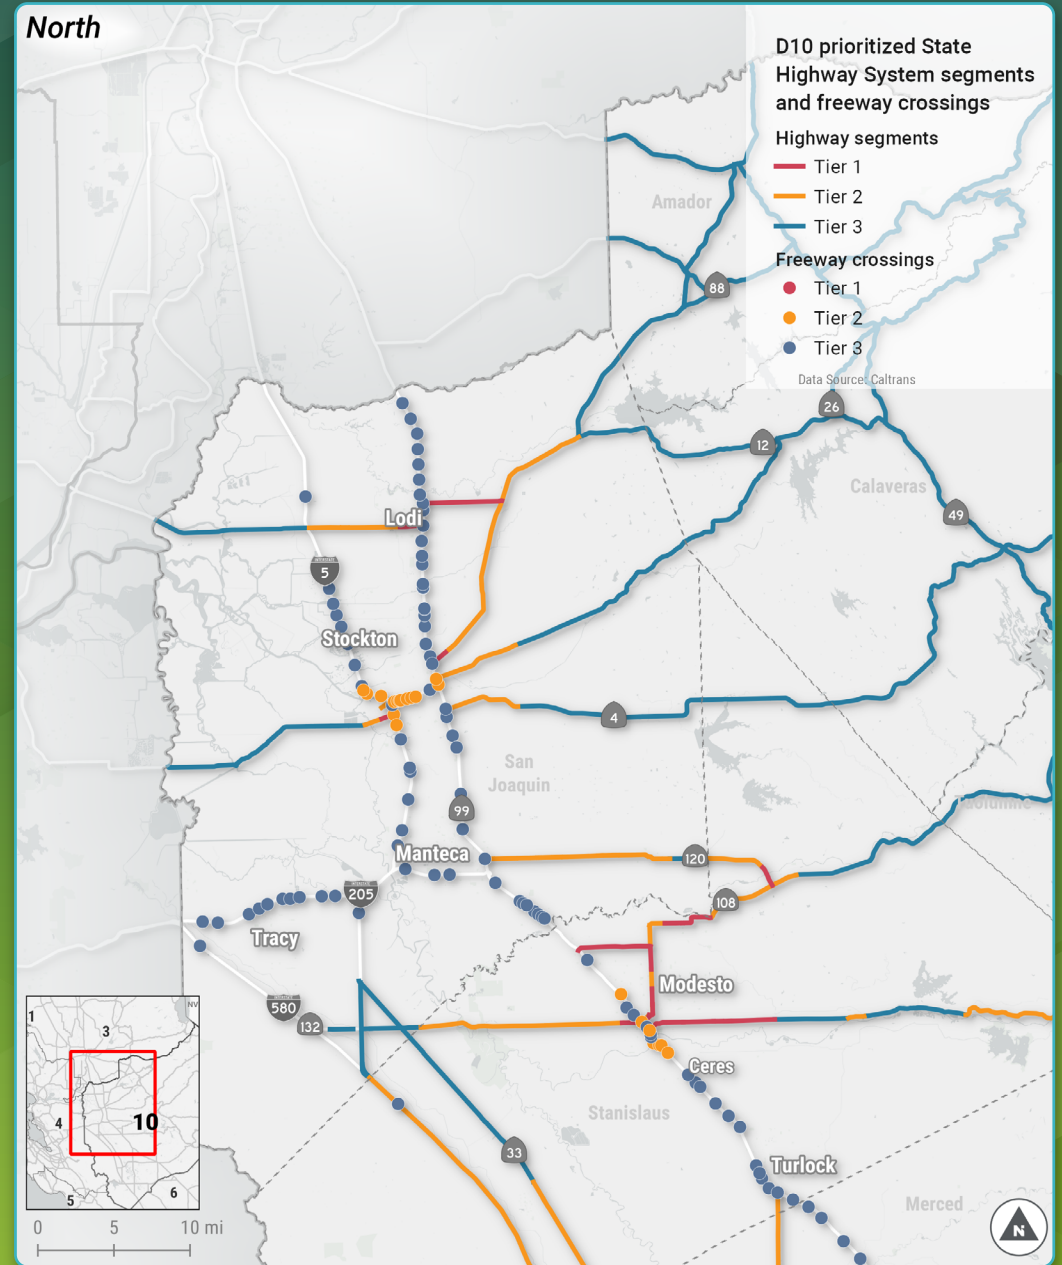 North
D10 prioritized State
Highway System segments
and freeway crossings
Highway segments
Tier 1
Tier 2
Tier 3
Freeway crossings
Tier 1
Tier 2
Tier 3
Data Source: Caltrans
Amador
88
26
12
Calaveras
49
Lodi
5
Stockton
4
San
Joaquin
99
Tuolumne
Manteca
120
205
108
Tracy
Modesto
580
132
Ceres
Stanislaus
33
Turlock
Merced
NV
1
3
4
10
5
6
0 5 10 mi
N